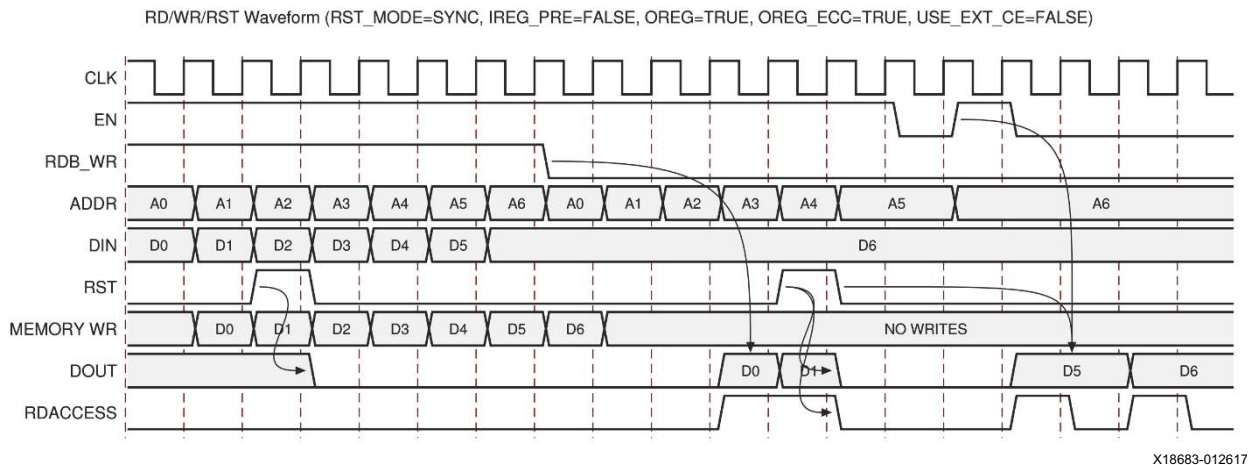 RD/WR/RST Waveform (RST_MODE=SYNC, IREG_PRE=FALSE, OREG=TRUE, OREG_ECC=TRUE, USE_EXT_CE=FALSE)
CLK
EN
RDB_WR
ADDR A0 A1 A2 A3 A4 A5 A6 A0 A1 A2 A3 A4 A5 A6
DIN D0 D1 D2 D3 D4 D5 D6
RST
MEMORY WR D0 D1 D2 D3 D4 D5 D6 NO WRITES
DOUT D0 D1 D5 D6
RDACCESS
X18683-012617